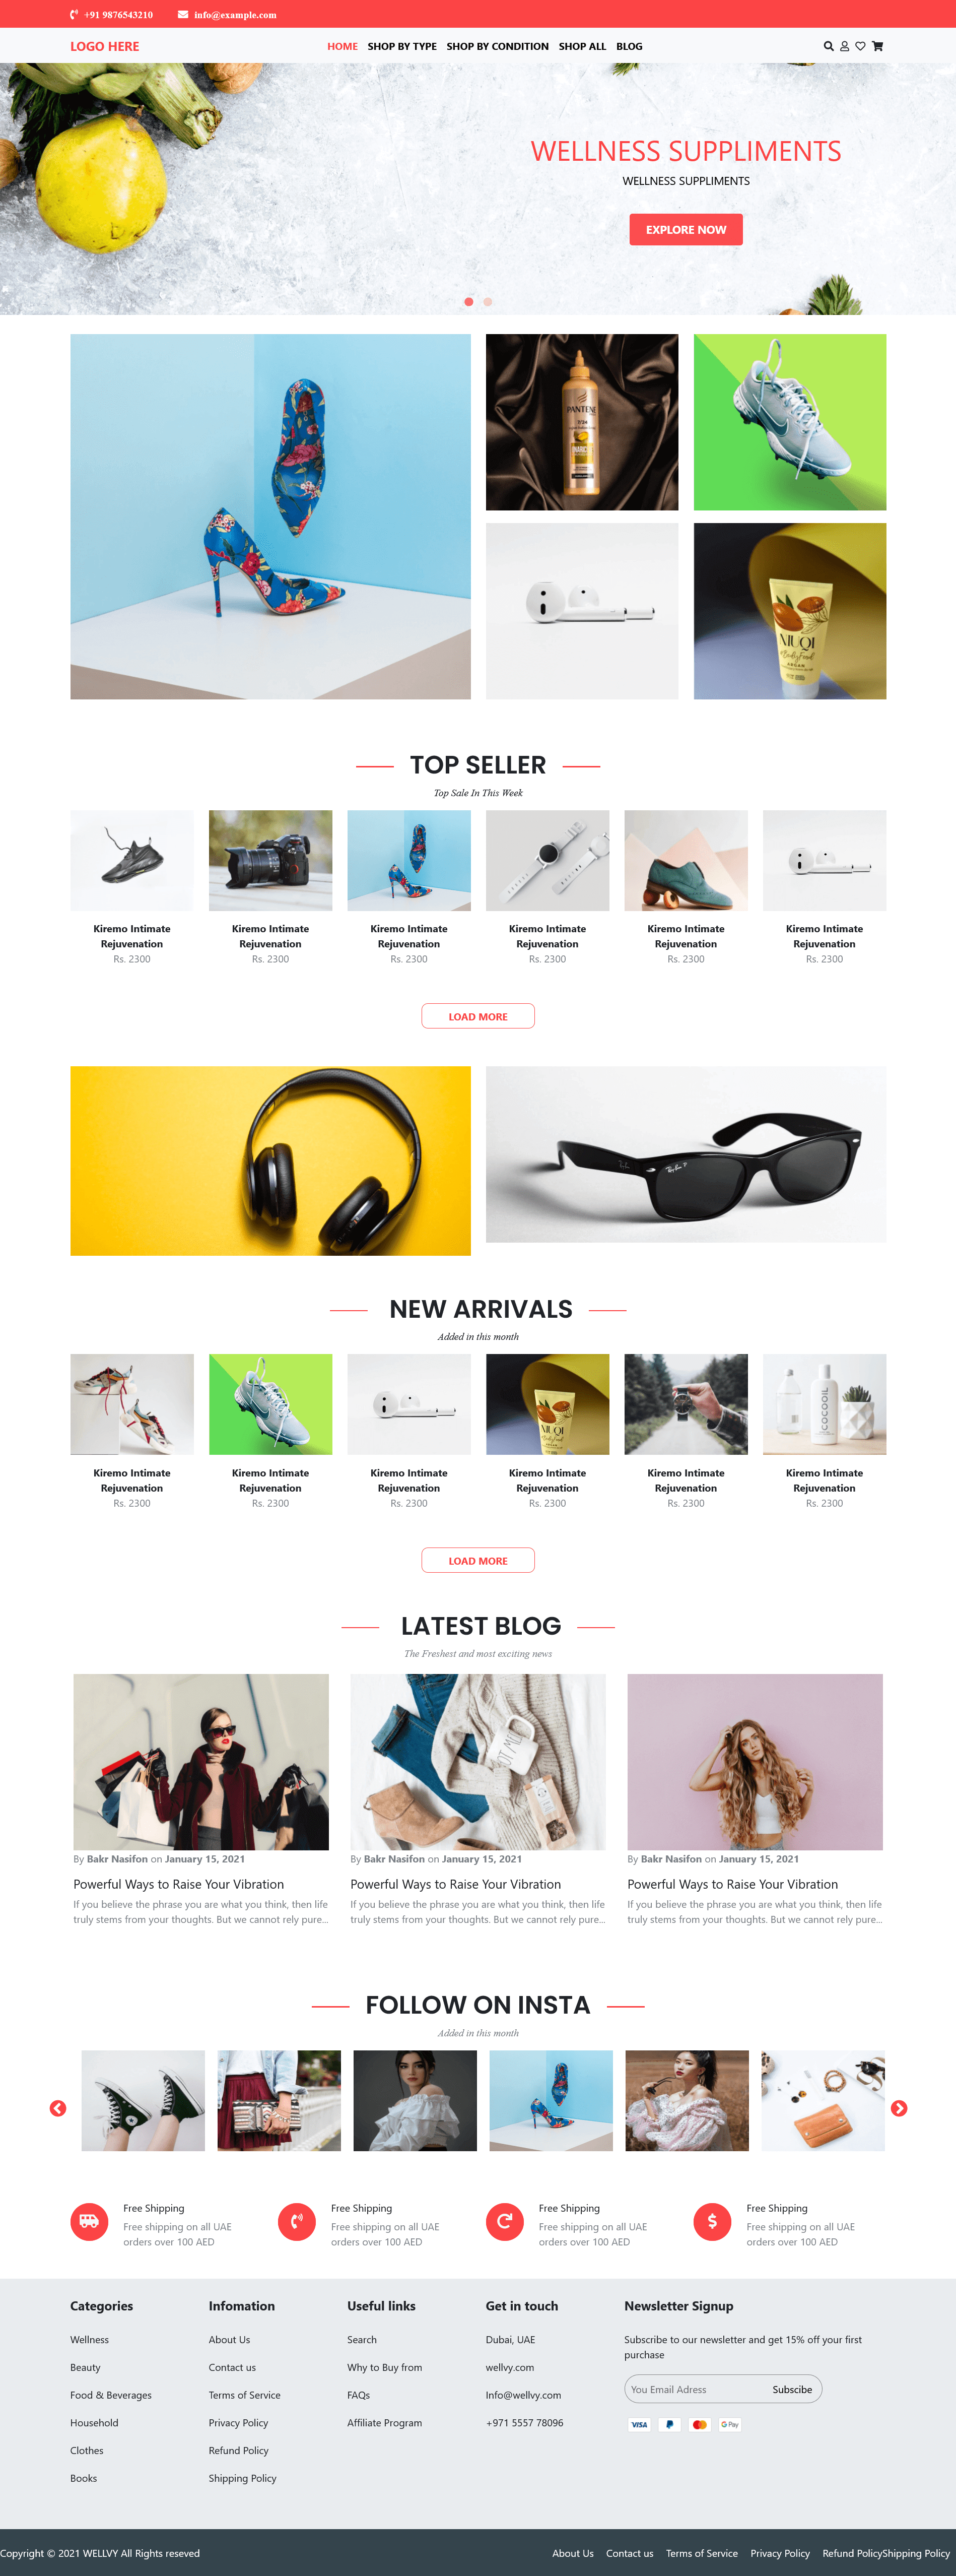 +91 9876543210 info@example.com
LOGO HERE HOME SHOP BY TYPE SHOP BY CONDITION SHOP ALL BLOG
WELLNESS SUPPLIMENTS
WELLNESS SUPPLIMENTS
EXPLORE NOW
PANTENE
NUQI
BodyFood
ARGAN
TOP SELLER
Top Sale In This Week
Kiremo Intimate Rejuvenation
Rs. 2300
Kiremo Intimate Rejuvenation
Rs. 2300
Kiremo Intimate Rejuvenation
Rs. 2300
Kiremo Intimate Rejuvenation
Rs. 2300
Kiremo Intimate Rejuvenation
Rs. 2300
Kiremo Intimate Rejuvenation
Rs. 2300
LOAD MORE
Ray-Ban P
NEW ARRIVALS
Added in this month
NUQI
COCOOIL
Kiremo Intimate Rejuvenation
Rs. 2300
Kiremo Intimate Rejuvenation
Rs. 2300
Kiremo Intimate Rejuvenation
Rs. 2300
Kiremo Intimate Rejuvenation
Rs. 2300
Kiremo Intimate Rejuvenation
Rs. 2300
Kiremo Intimate Rejuvenation
Rs. 2300
LOAD MORE
LATEST BLOG
The Freshest and most exciting news
By Bakr Nasifon on January 15, 2021
Powerful Ways to Raise Your Vibration
If you believe the phrase you are what you think, then life
truly stems from your thoughts. But we cannot rely pure...
By Bakr Nasifon on January 15, 2021
Powerful Ways to Raise Your Vibration
If you believe the phrase you are what you think, then life
truly stems from your thoughts. But we cannot rely pure...
By Bakr Nasifon on January 15, 2021
Powerful Ways to Raise Your Vibration
If you believe the phrase you are what you think, then life
truly stems from your thoughts. But we cannot rely pure...
FOLLOW ON INSTA
Added in this month
Free Shipping
Free shipping on all UAE
orders over 100 AED
Free Shipping
Free shipping on all UAE
orders over 100 AED
Free Shipping
Free shipping on all UAE
orders over 100 AED
Free Shipping
Free shipping on all UAE
orders over 100 AED
Categories
Wellness
Beauty
Food & Beverages
Household
Clothes
Books
Infomation
About Us
Contact us
Terms of Service
Privacy Policy
Refund Policy
Shipping Policy
Useful links
Search
Why to Buy from
FAQs
Affiliate Program
Get in touch
Dubai, UAE
wellvy.com
Info@wellvy.com
+971 5557 78096
Newsletter Signup
Subscribe to our newsletter and get 15% off your first
purchase
You Email Adress Subscibe
VISA G Pay
Copyright © 2021 WELLVY All Rights reseved
About Us Contact us Terms of Service Privacy Policy Refund PolicyShipping Policy